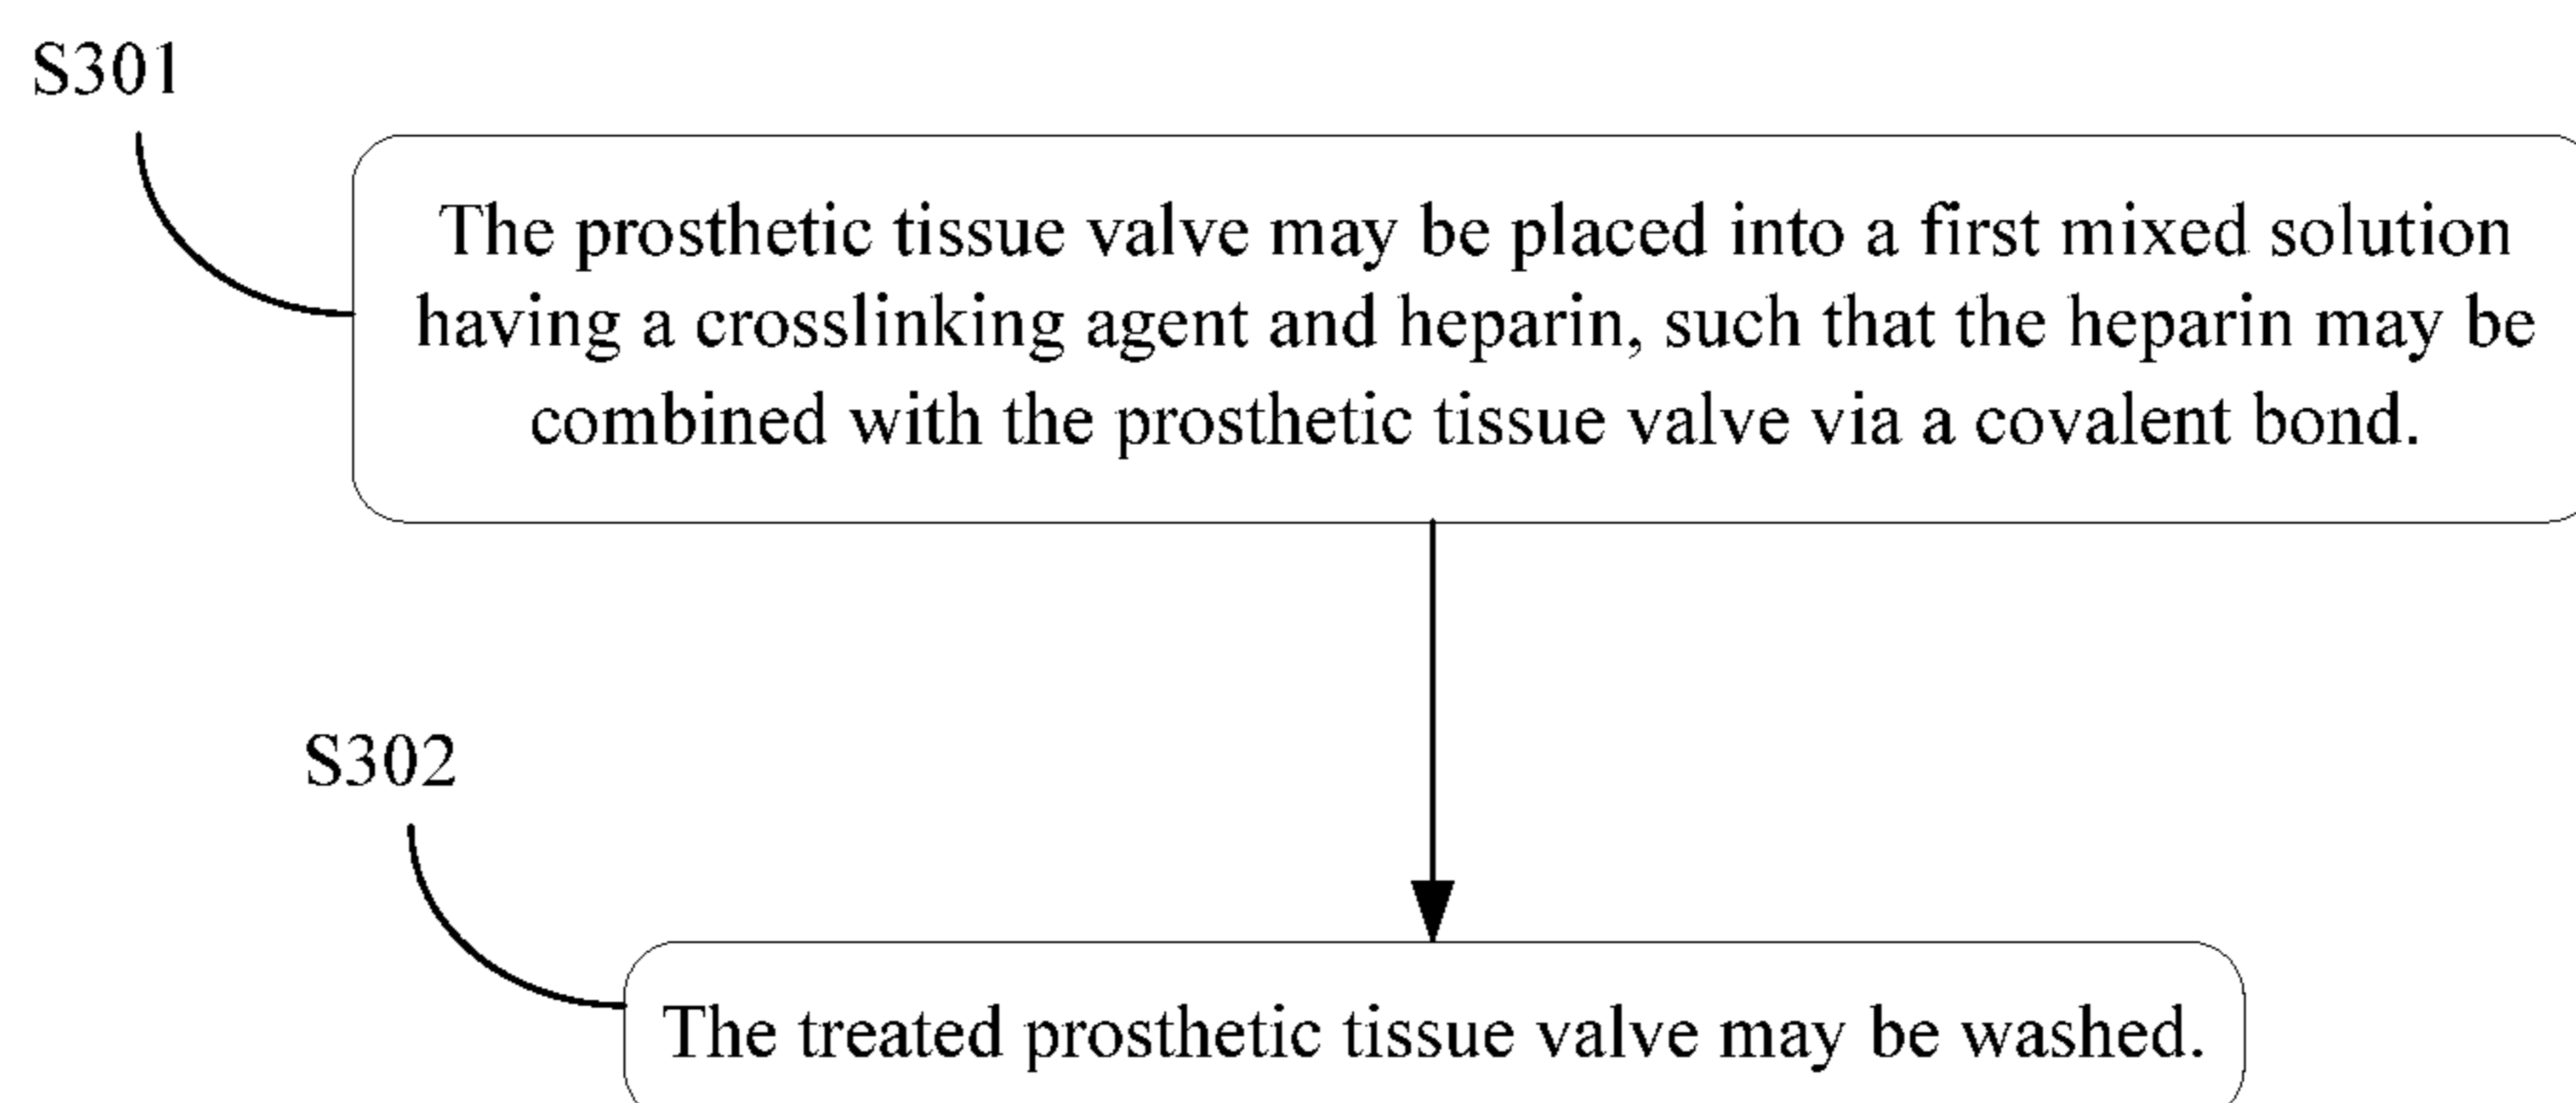 S301
The prosthetic tissue valve may be placed into a first mixed solution
having a crosslinking agent and heparin, such that the heparin may be
combined with the prosthetic tissue valve via a covalent bond.
S302
The treated prosthetic tissue valve may be washed.